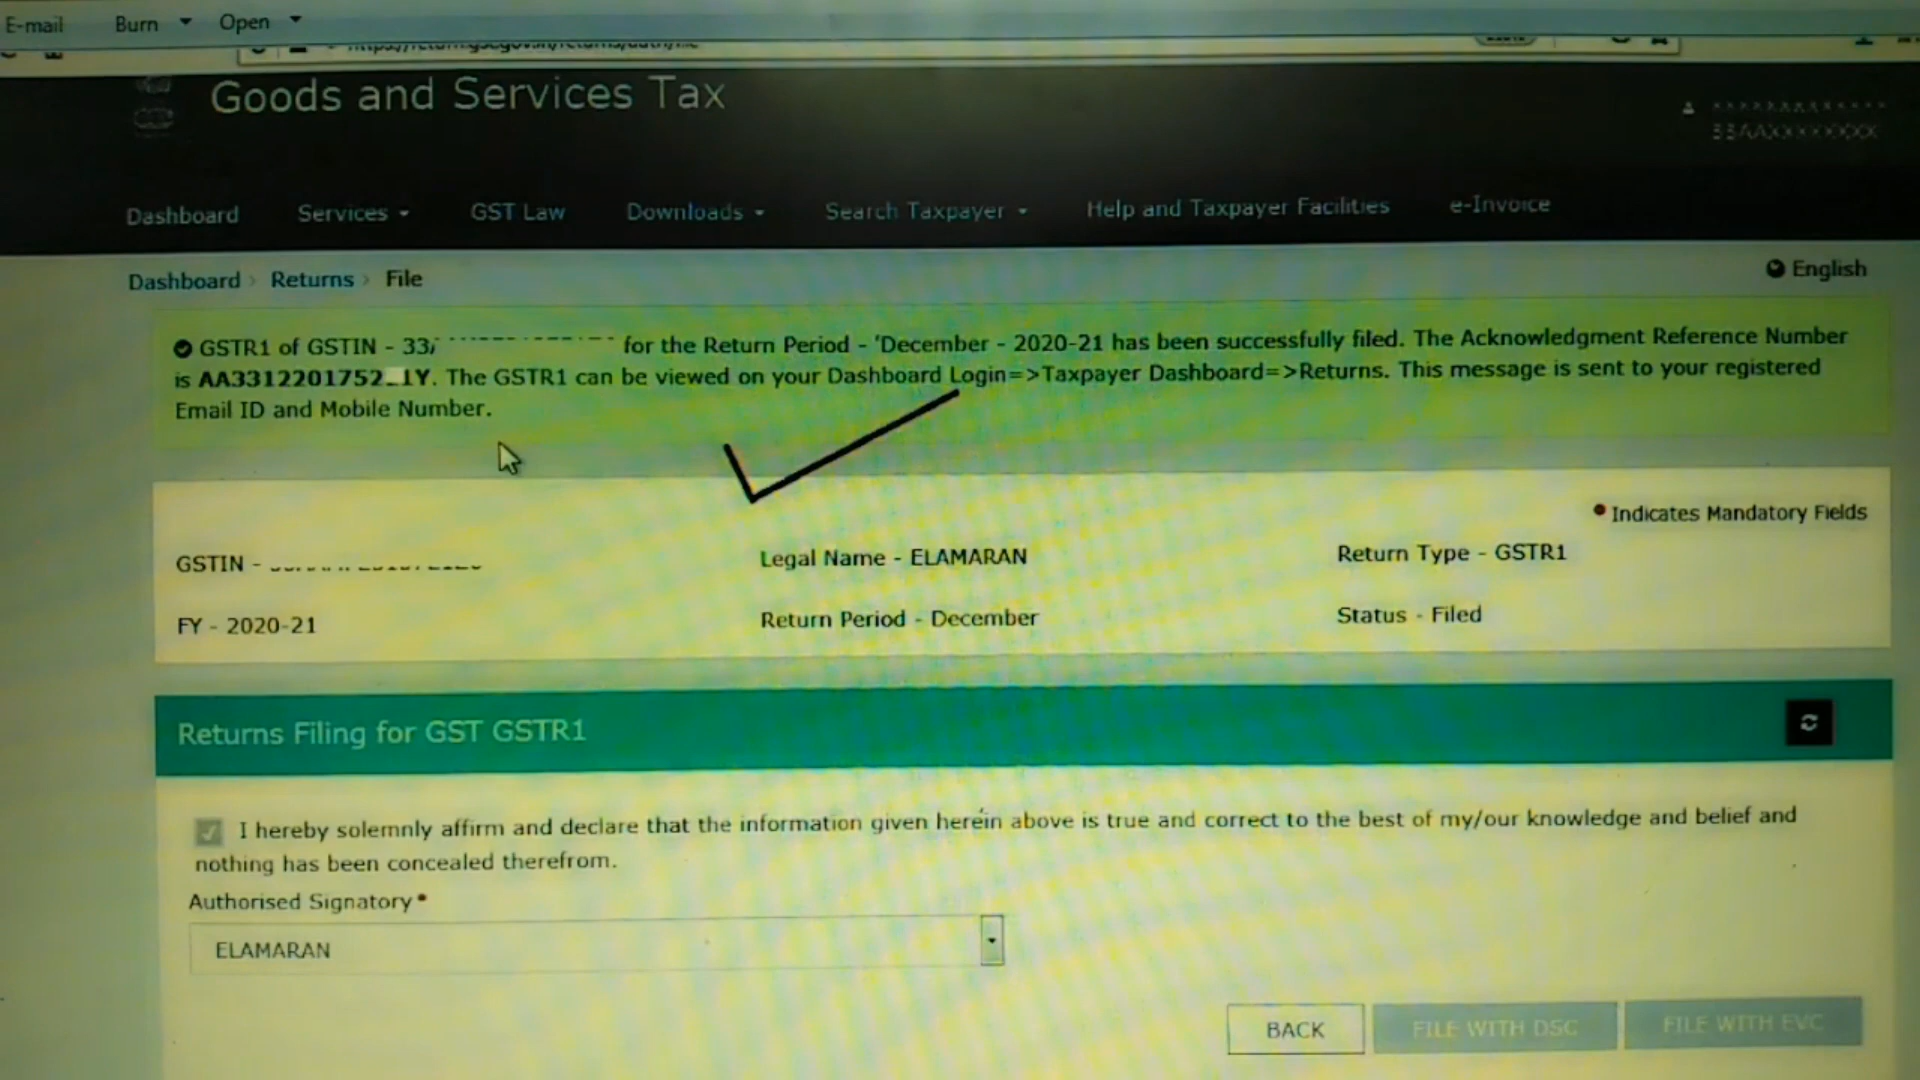 E-mail Burn Open
Goods and Services Tax
Dashboard Services GST Law Downloads Search Taxpayer Help and Taxpayer Facilities e-Invoice
Dashboard Returns File
English
GSTR1 of GSTIN - 33 for the Return Period - 'December - 2020-21 has been successfully filed. The Acknowledgment Reference Number
is AA3312201752 1Y. The GSTR1 can be viewed on your Dashboard Login=>Taxpayer Dashboard=>Returns. This message is sent to your registered
Email ID and Mobile Number.
• Indicates Mandatory Fields
GSTIN - Legal Name - ELAMARAN Return Type - GSTR1
FY - 2020-21 Return Period - December Status - Filed
Returns Filing for GST GSTR1
I hereby solemnly affirm and declare that the information given herein above is true and correct to the best of my/our knowledge and belief and
nothing has been concealed therefrom.
Authorised Signatory•
ELAMARAN
BACK FILE WITH DSC FILE WITH EVC